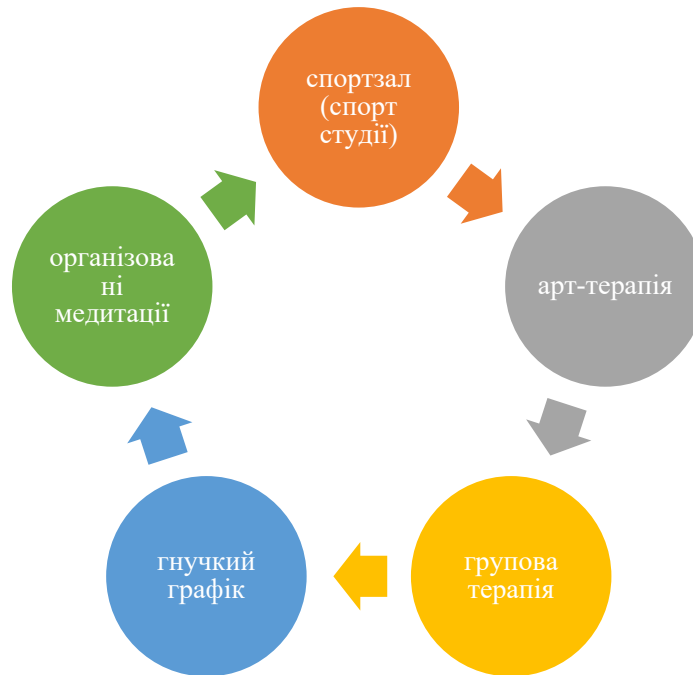 спортзал
(спорт
студії)
арт-терапія
групова
терапія
гнучкий
графік
організова
ні
медитації